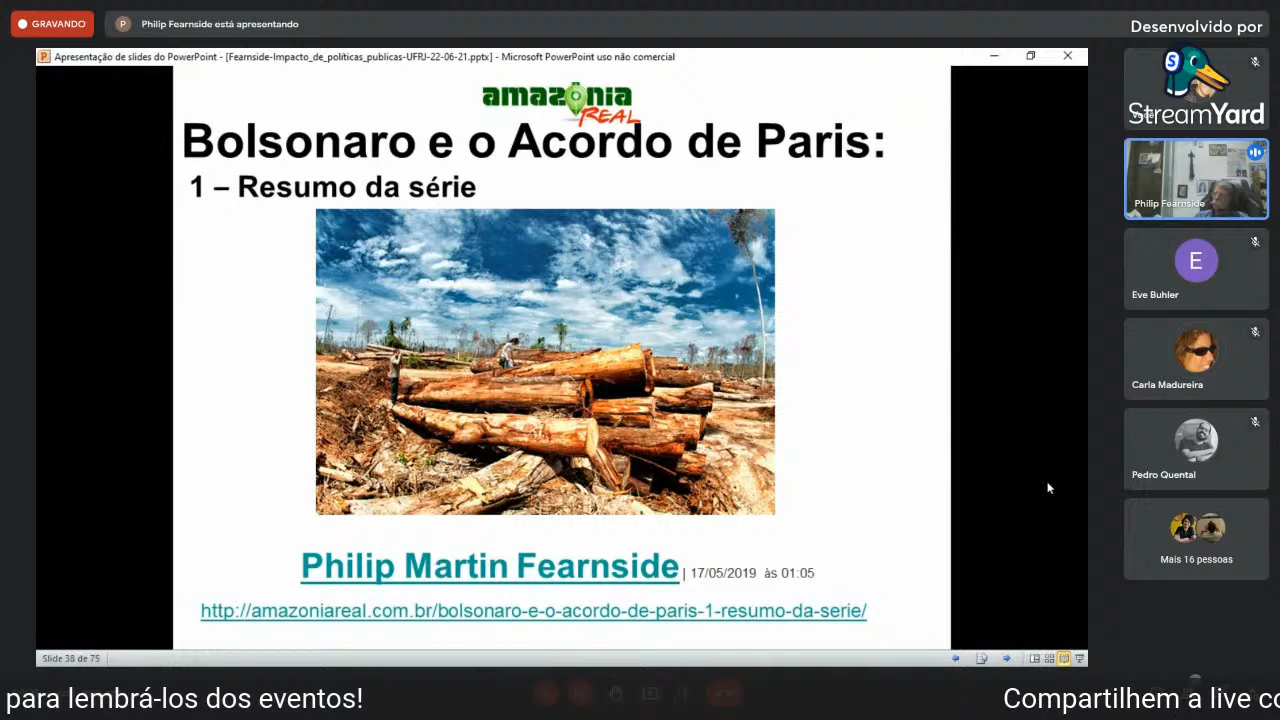 GRAVANDO
P
Philip Fearnside está apresentando
Desenvolvido por
Apresentação de slides do PowerPoint - [Fearnside-Impacto_de_políticas_publicas-UFRJ-22-06-21.pptx] - Microsoft PowerPoint uso não comercial
amazônia
REAL
Bolsonaro e o Acordo de Paris:
1 – Resumo da série
Philip Martin Fearnside | 17/05/2019 às 01:05
http://amazoniareal.com.br/bolsonaro-e-o-acordo-de-paris-1-resumo-da-serie/
Slide 38 de 75
S
StreamYard
Philip Fearnside
E
Eve Buhler
Carla Madureira
Pedro Quental
Mais 16 pessoas
para lembrá-los dos eventos!
Compartilhem a live co